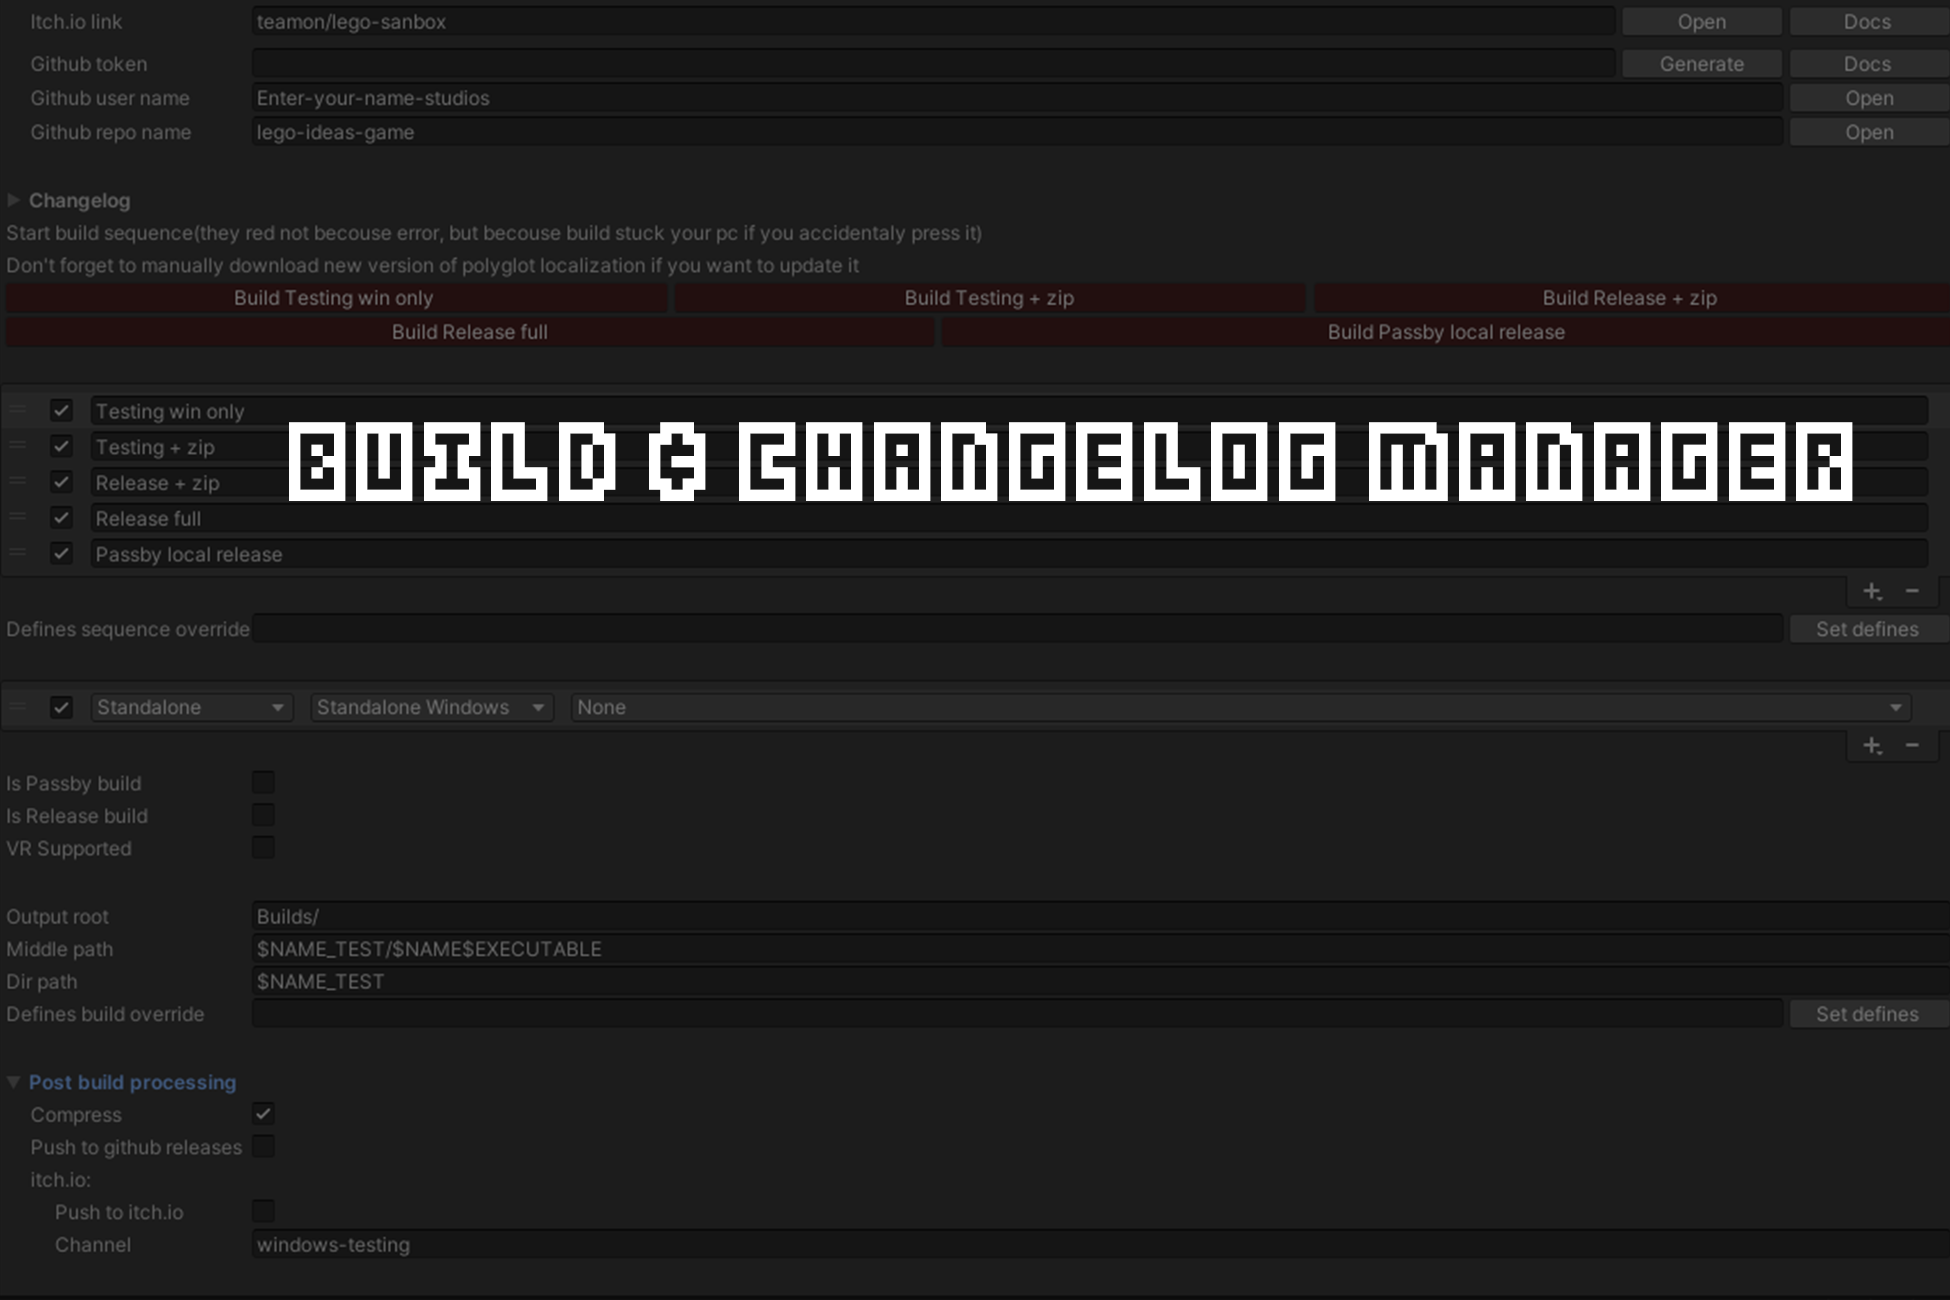 Itch.io link teamon/lego-sanbox Open Docs
Github token Generate Docs
Github user name Enter-your-name-studios Open
Github repo name lego-ideas-game Open
Changelog
Start build sequence(they red not becouse error, but becouse build stuck your pc if you accidentaly press it)
Don't forget to manually download new version of polyglot localization if you want to update it
Build Testing win only Build Testing + zip Build Release + zip
Build Release full Build Passby local release
Testing win only
Testing + zip
BUILD & CHANGELOG MANAGER
Release + zip
Release full
Passby local release
+ −
Defines sequence override Set defines
Standalone Standalone Windows None
+ −
Is Passby build
Is Release build
VR Supported
Output root Builds/
Middle path $NAME_TEST/$NAME$EXECUTABLE
Dir path $NAME_TEST
Defines build override Set defines
Post build processing
Compress
Push to github releases
itch.io:
Push to itch.io
Channel windows-testing